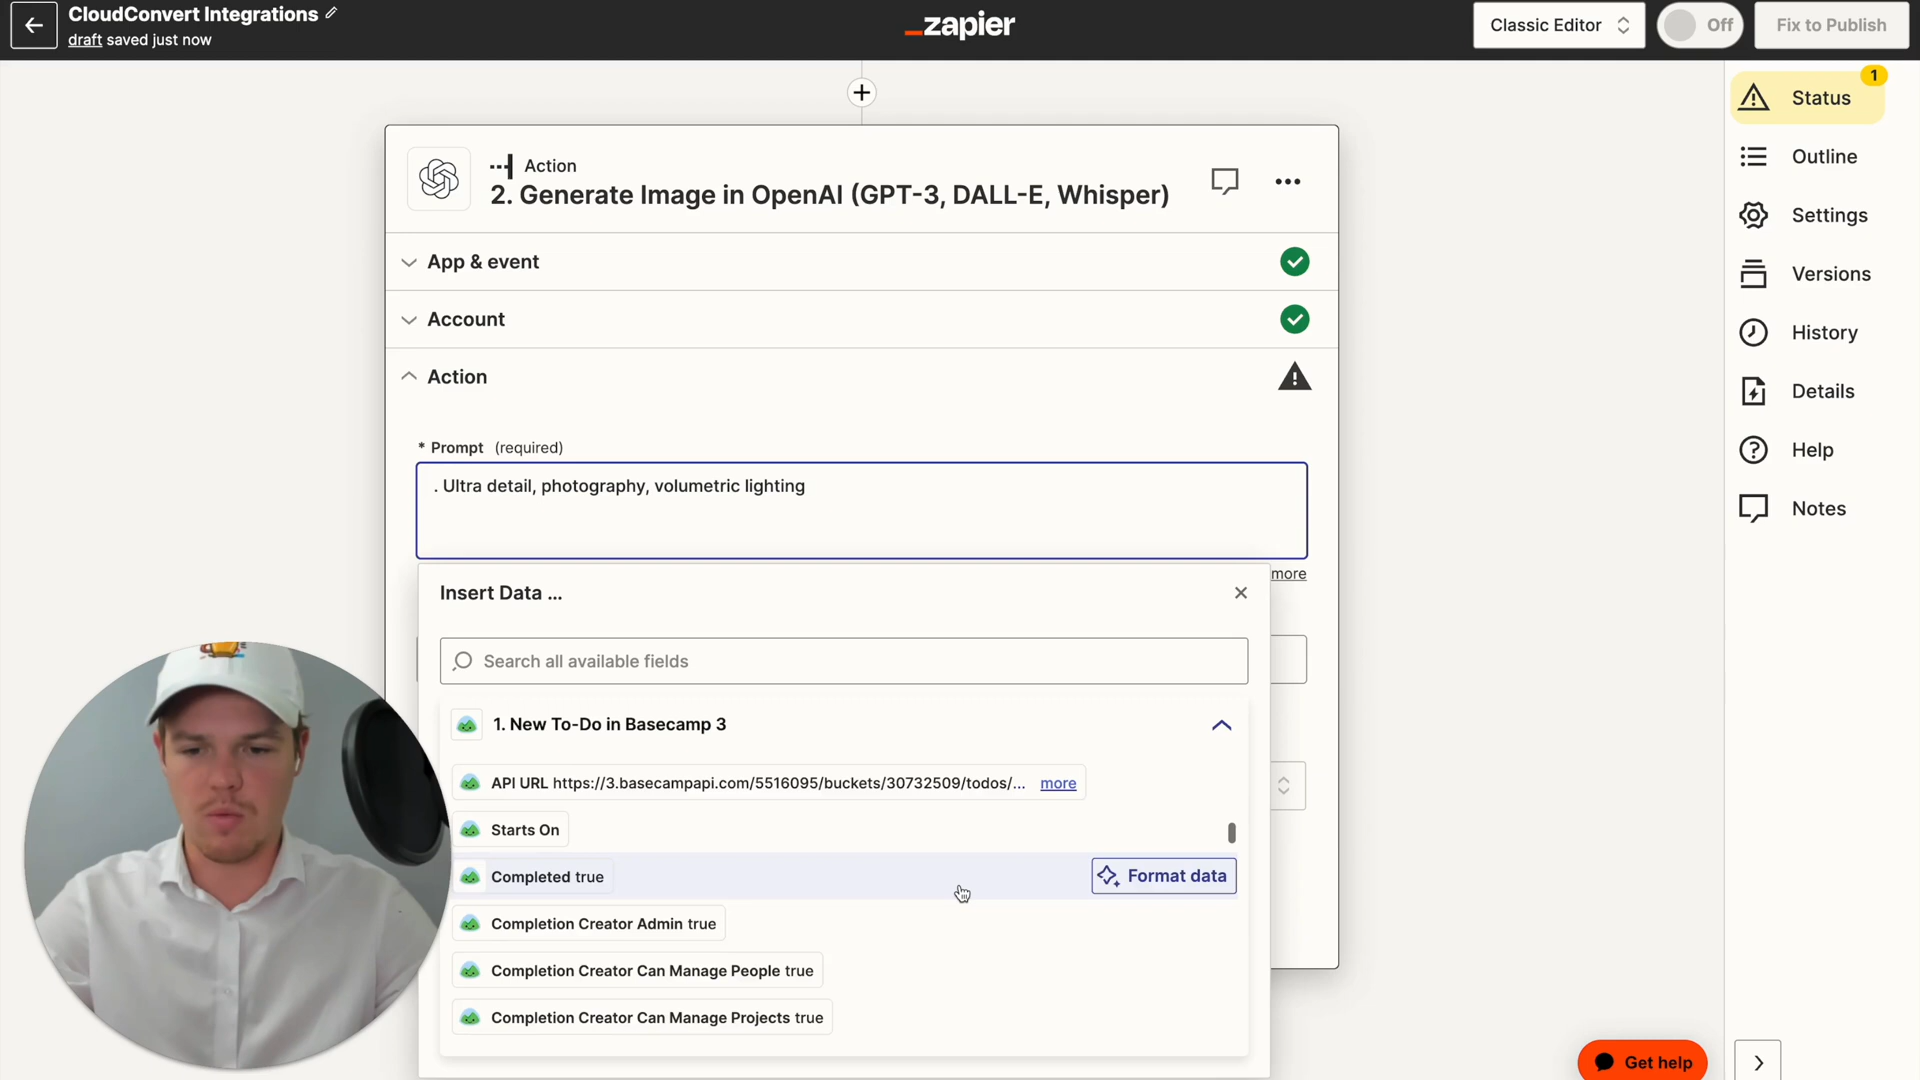 CloudConvert Integrations
draft saved just now
_zapier
Classic Editor
Off
Fix to Publish
1
Status
Outline
Settings
Versions
History
Details
Help
Notes
Action
2. Generate Image in OpenAI (GPT-3, DALL-E, Whisper)
App & event
Account
Action
* Prompt (required)
. Ultra detail, photography, volumetric lighting
more
Insert Data ...
Search all available fields
1. New To-Do in Basecamp 3
API URL https://3.basecampapi.com/5516095/buckets/30732509/todos/... more
Starts On
Completed true
Format data
Completion Creator Admin true
Completion Creator Can Manage People true
Completion Creator Can Manage Projects true
Get help